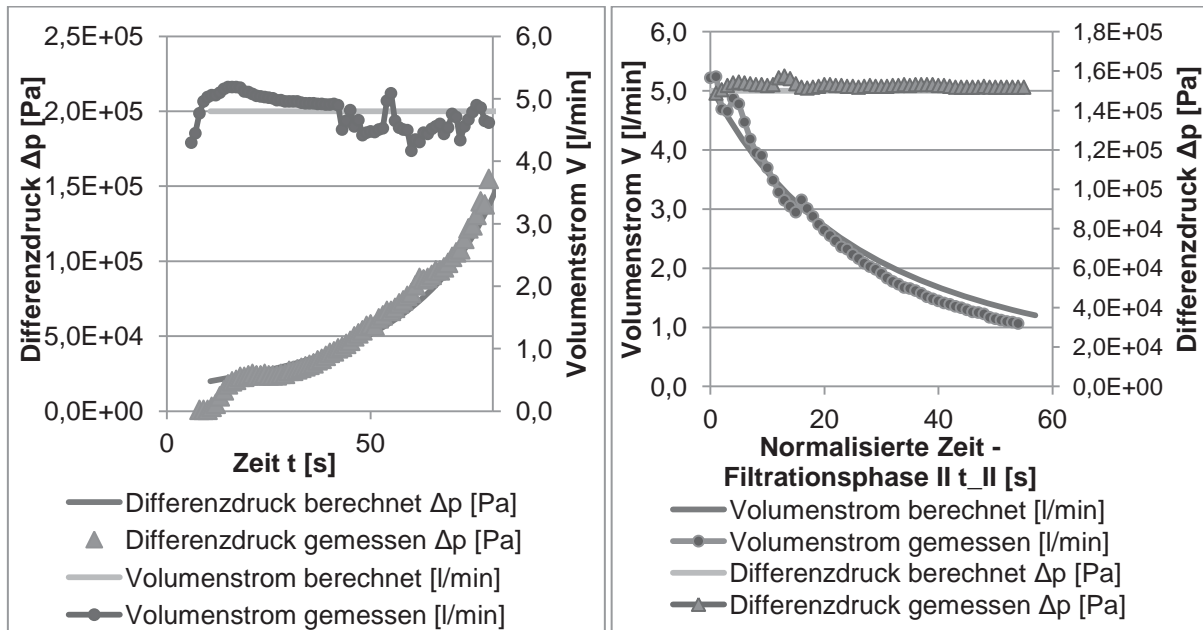 2,5E+05
2,0E+05
1,5E+05
1,0E+05
5,0E+04
0,0E+00
Differenzdruck Δp [Pa]
6,0
5,0
4,0
3,0
2,0
1,0
0,0
Volumentstrom V [l/min]
0
50
Zeit t [s]
Differenzdruck berechnet Δp [Pa]
Differenzdruck gemessen Δp [Pa]
Volumenstrom berechnet [l/min]
Volumenstrom gemessen [l/min]
6,0
5,0
4,0
3,0
2,0
1,0
0,0
Volumenstrom V [l/min]
1,8E+05
1,6E+05
1,4E+05
1,2E+05
1,0E+05
8,0E+04
6,0E+04
4,0E+04
2,0E+04
0,0E+00
Differenzdruck Δp [Pa]
0
20
40
60
Normalisierte Zeit -
Filtrationsphase II t_II [s]
Volumenstrom berechnet [l/min]
Volumenstrom gemessen [l/min]
Differenzdruck berechnet Δp [Pa]
Differenzdruck gemessen Δp [Pa]